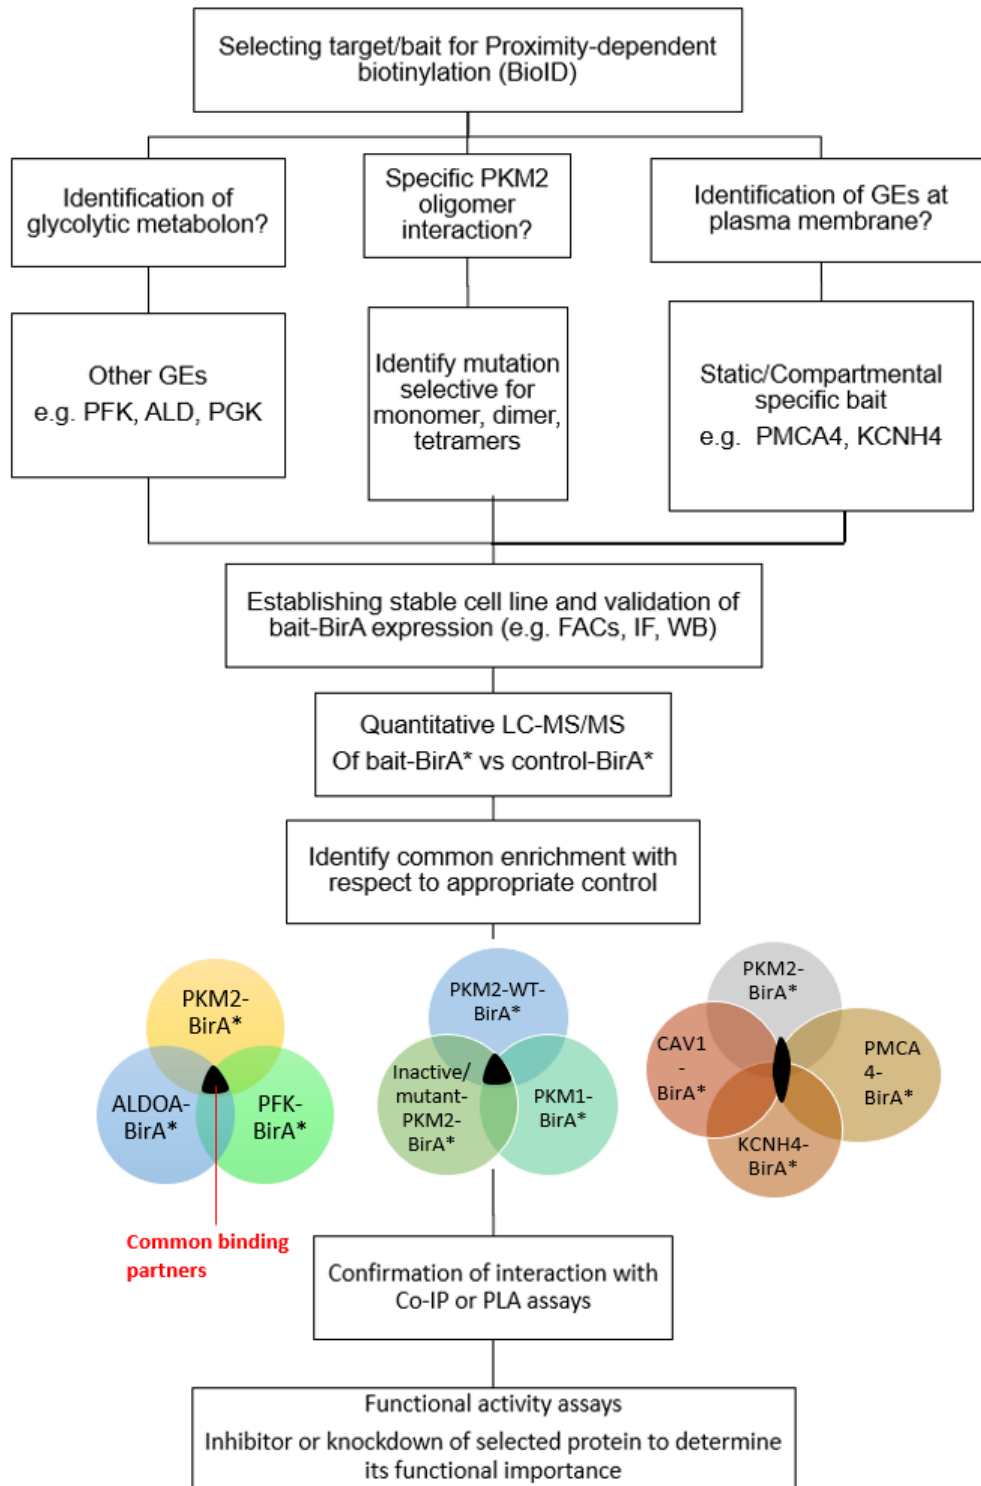 Selecting target/bait for Proximity-dependent
biotinylation (BioID)
Identification of
glycolytic metabolon?
Specific PKM2
oligomer
interaction?
Identification of GEs at
plasma membrane?
Other GEs
e.g. PFK, ALD, PGK
Identify mutation
selective for
monomer, dimer,
tetramers
Static/Compartmental
specific bait
e.g. PMCA4, KCNH4
Establishing stable cell line and validation of
bait-BirA expression (e.g. FACs, IF, WB)
Quantitative LC-MS/MS
Of bait-BirA* vs control-BirA*
Identify common enrichment with
respect to appropriate control
PKM2-
BirA*
ALDOA-
BirA*
PFK-
BirA*
Common binding
partners
PKM2-WT-
BirA*
Inactive/
mutant-
PKM2-
BirA*
PKM1-
BirA*
PKM2-
BirA*
CAV1
-
BirA*
PMCA
4-
BirA*
KCNH4-
BirA*
Confirmation of interaction with
Co-IP or PLA assays
Functional activity assays
Inhibitor or knockdown of selected protein to determine
its functional importance